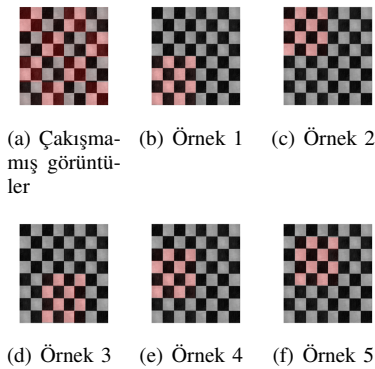 (a) Çakışma-
mış görüntü-
ler
(b) Örnek 1
(c) Örnek 2
(d) Örnek 3
(e) Örnek 4
(f) Örnek 5